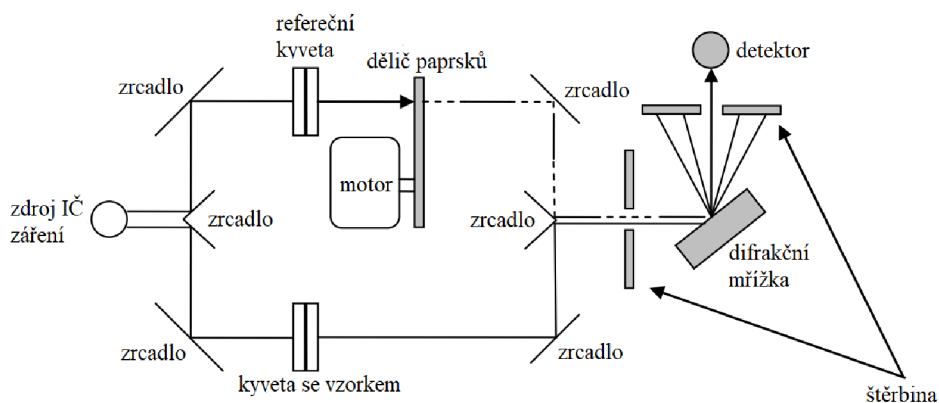 refereční
kyveta
dělič paprsků
detektor
zrcadlo
zrcadlo
motor
zdroj IČ
záření
zrcadlo
zrcadlo
difrakční
mřížka
zrcadlo
zrcadlo
kyveta se vzorkem
štěrbina